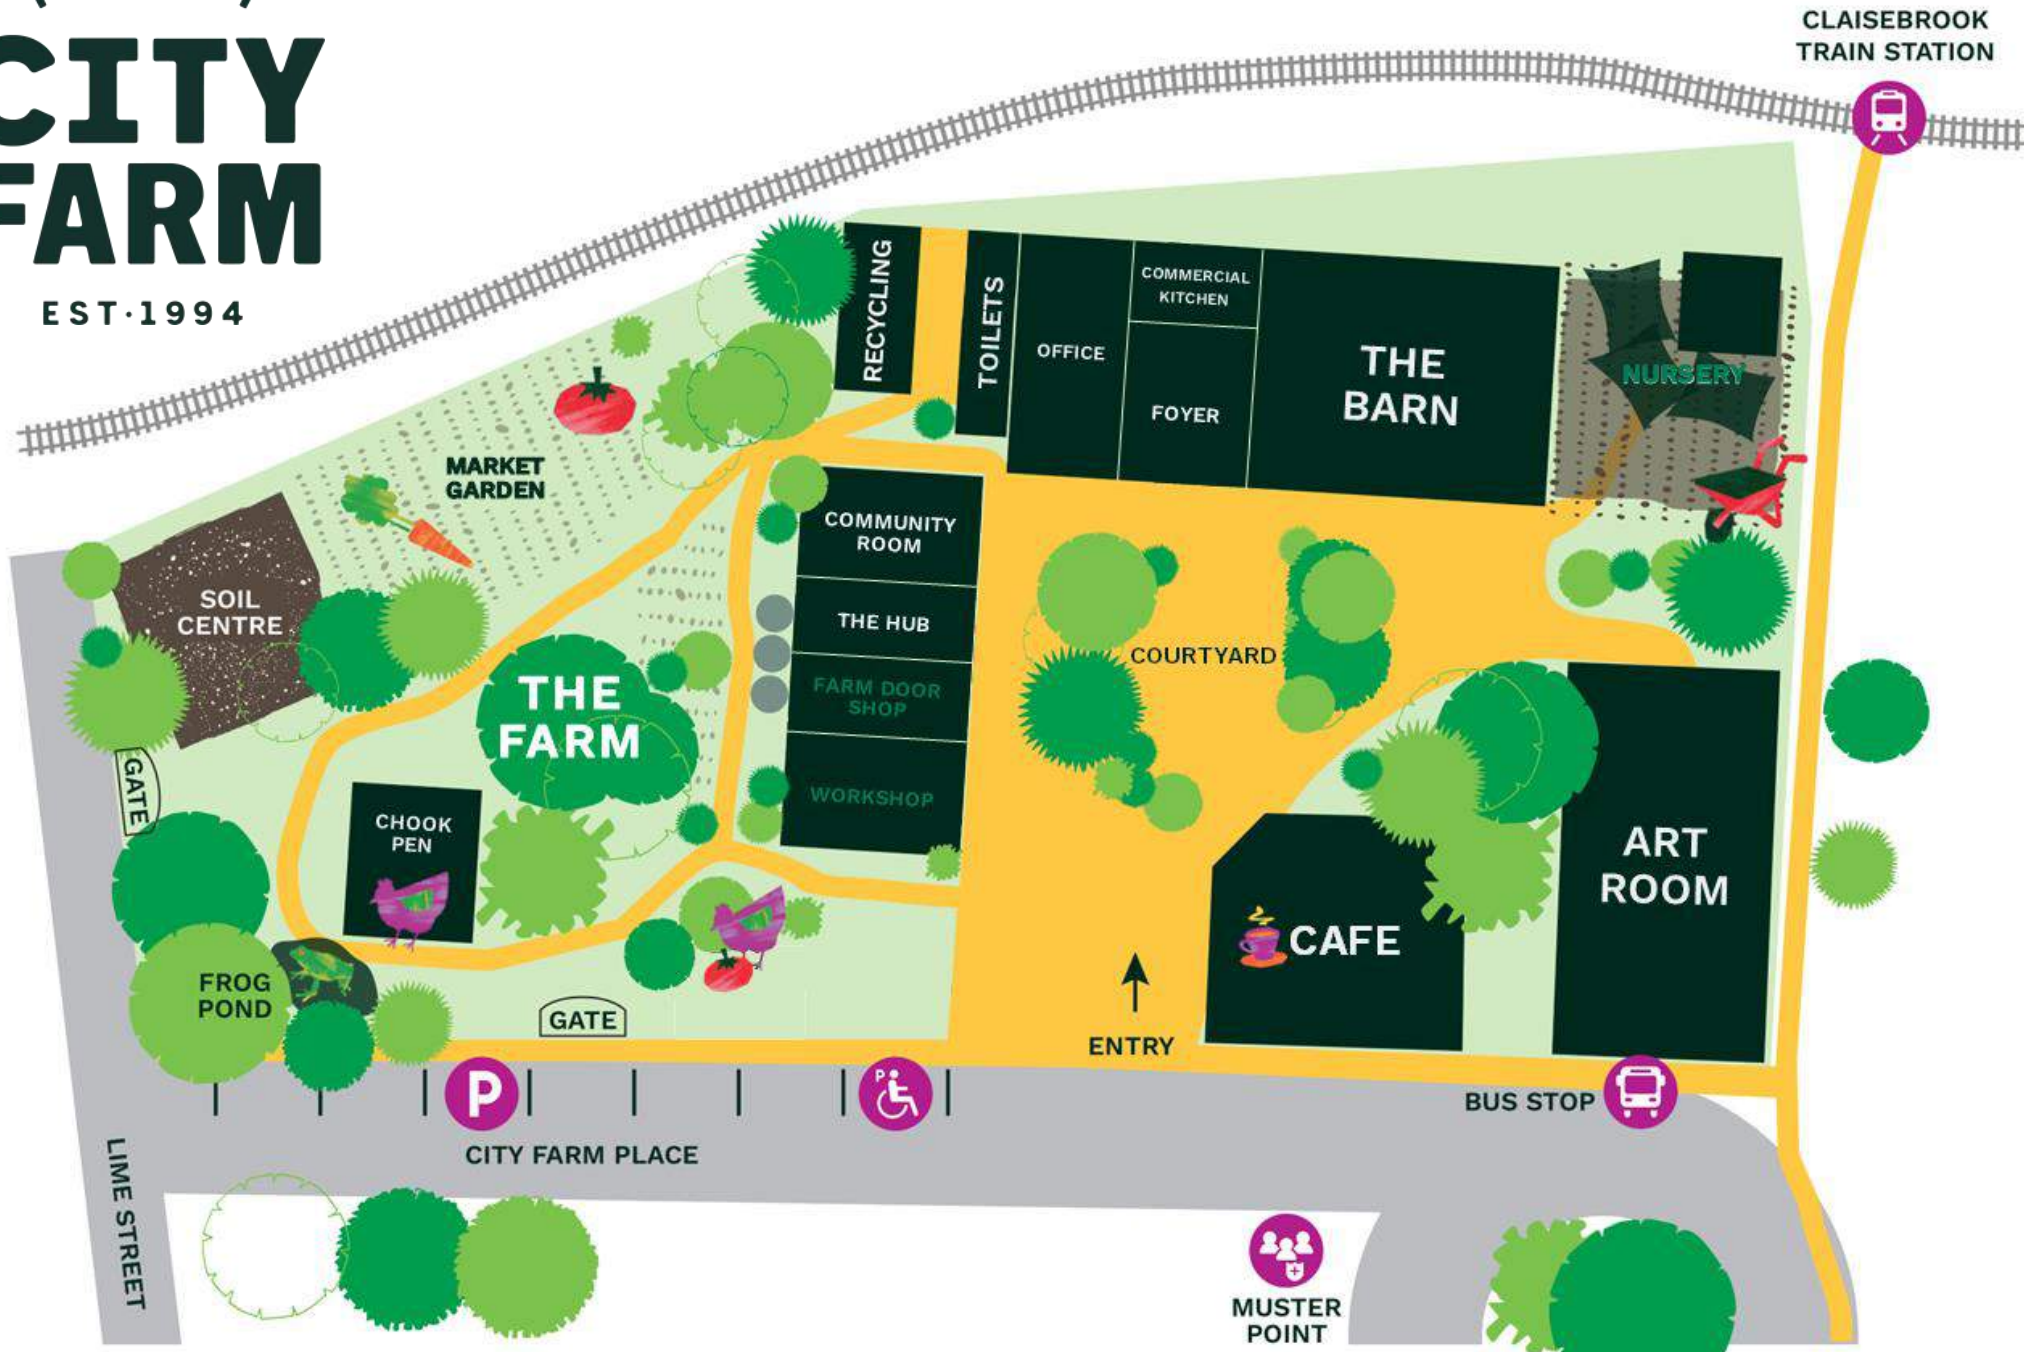 CITY
FARM
EST·1994
CLAISEBROOK
TRAIN STATION
RECYCLING
TOILETS
OFFICE
COMMERCIAL
KITCHEN
FOYER
THE
BARN
NURSERY
MARKET
GARDEN
SOIL
CENTRE
COMMUNITY
ROOM
THE HUB
FARM DOOR
SHOP
WORKSHOP
COURTYARD
THE
FARM
GATE
CHOOK
PEN
FROG
POND
GATE
ENTRY
CAFE
ART
ROOM
P
P
BUS STOP
CITY FARM PLACE
LIME STREET
MUSTER
POINT